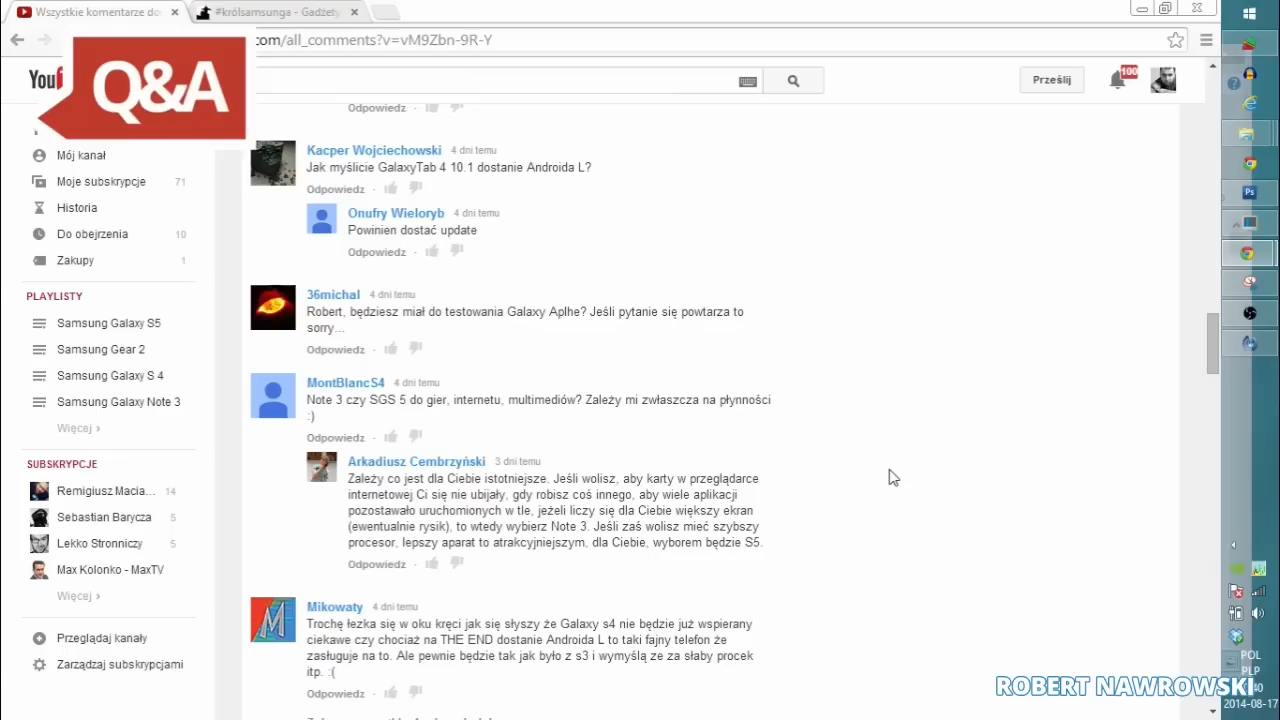 Wszystkie komentarze do
#królsamsunga - Gadżety
com/all_comments?v=vM9Zbn-9R-Y
You
Q&A
Prześlij
100
Odpowiedz
Mój kanał
Moje subskrypcje 71
Historia
Do obejrzenia 10
Zakupy 1
PLAYLISTY
Samsung Galaxy S5
Samsung Gear 2
Samsung Galaxy S 4
Samsung Galaxy Note 3
Więcej ›
SUBSKRYPCJE
Remigiusz Macia... 14
Sebastian Barycza 5
Lekko Stronniczy 5
Max Kolonko - MaxTV
Więcej ›
Przeglądaj kanały
Zarządzaj subskrypcjami
Kacper Wojciechowski 4 dni temu
Jak myślicie GalaxyTab 4 10.1 dostanie Androida L?
Odpowiedz
Onufry Wieloryb 4 dni temu
Powinien dostać update
Odpowiedz
36michal 4 dni temu
Robert, będziesz miał do testowania Galaxy Aplhe? Jeśli pytanie się powtarza to
sorry...
Odpowiedz
MontBlancS4 4 dni temu
Note 3 czy SGS 5 do gier, internetu, multimediów? Zależy mi zwłaszcza na płynności
:)
Odpowiedz
Arkadiusz Cembrzyński 3 dni temu
Zależy co jest dla Ciebie istotniejsze. Jeśli wolisz, aby karty w przeglądarce
internetowej Ci się nie ubijały, gdy robisz coś innego, aby wiele aplikacji
pozostawało uruchomionych w tle, jeżeli liczy się dla Ciebie większy ekran
(ewentualnie rysik), to wtedy wybierz Note 3. Jeśli zaś wolisz mieć szybszy
procesor, lepszy aparat to atrakcyjniejszym, dla Ciebie, wyborem będzie S5.
Odpowiedz
Mikowaty 4 dni temu
Trochę łezka się w oku kręci jak się słyszy że Galaxy s4 nie będzie już wspierany
ciekawe czy chociaż na THE END dostanie Androida L to taki fajny telefon że
zasługuje na to. Ale pewnie będzie tak jak było z s3 i wymyślą ze za słaby procek
itp. :(
Odpowiedz
Ps
POL
PLP
40
2014-08-17
ROBERT NAWROWSKI